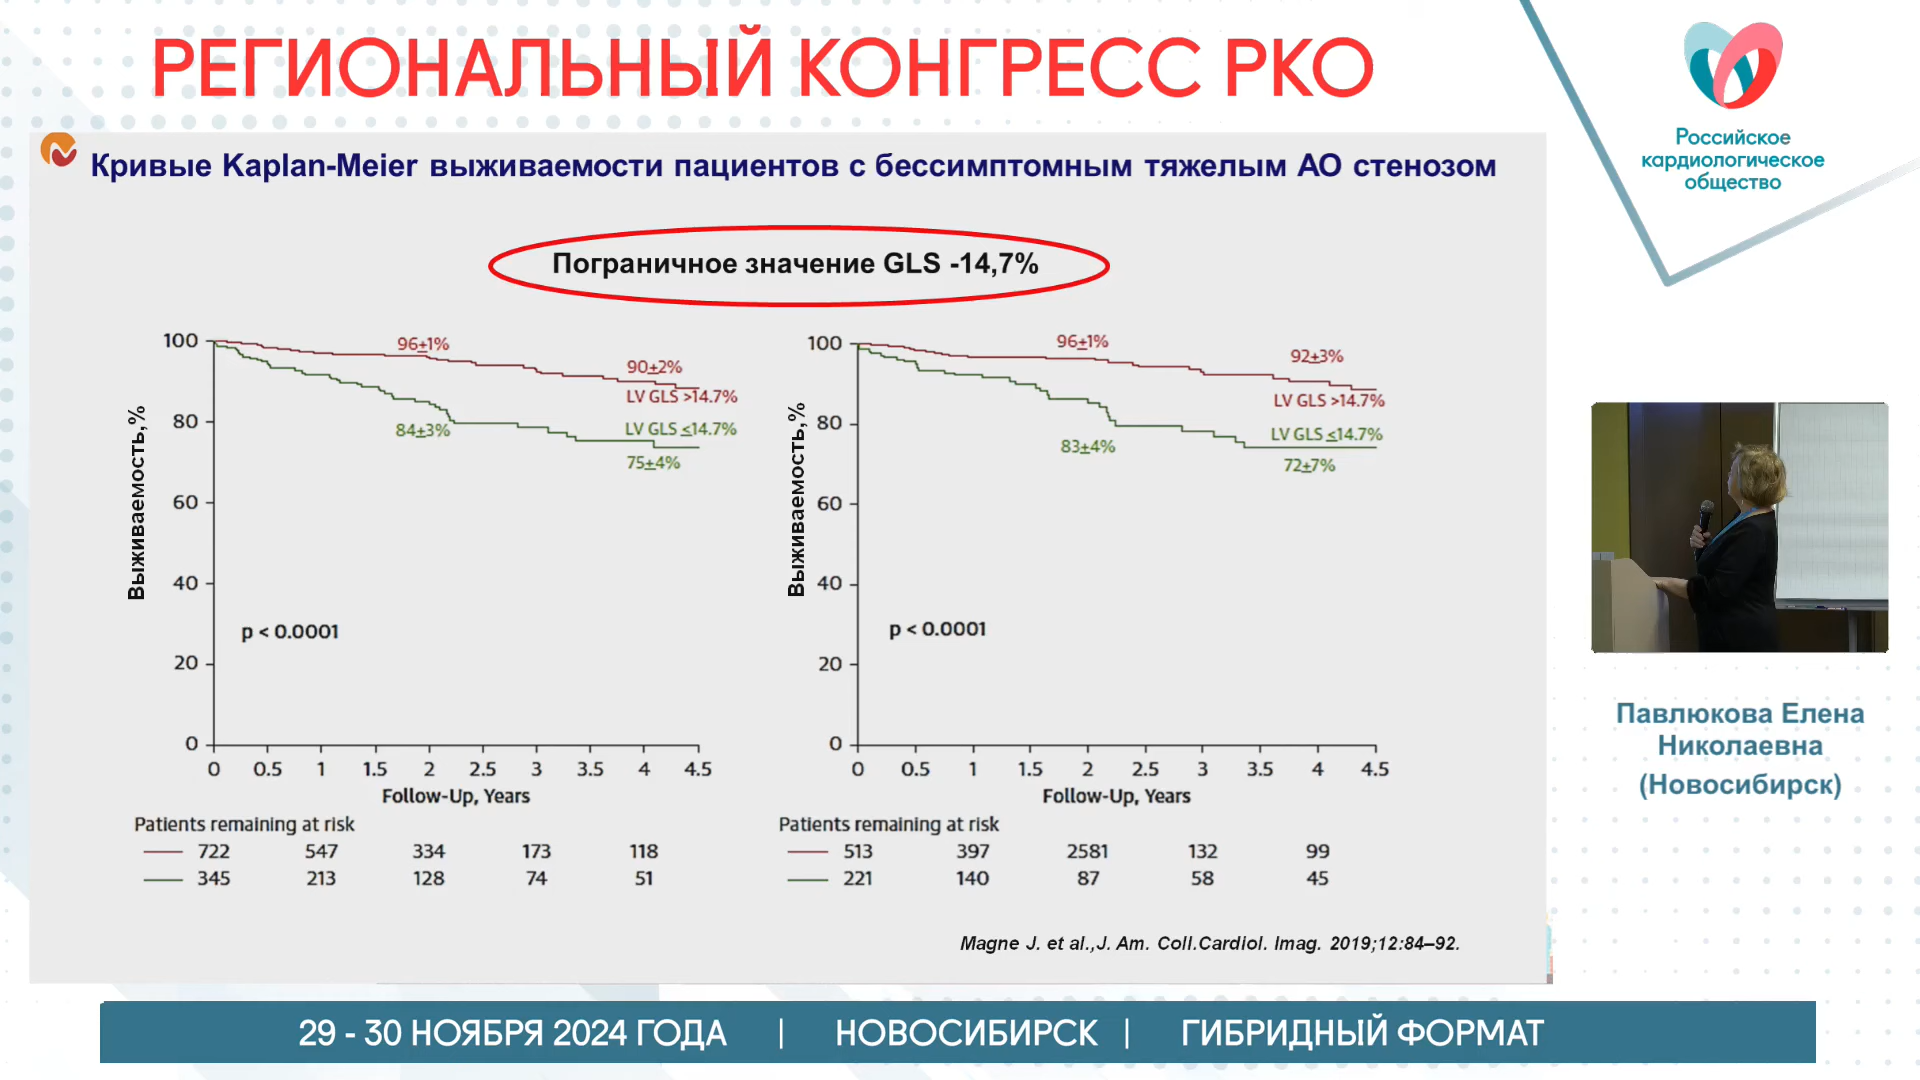 РЕГИОНАЛЬНЫЙ КОНГРЕСС РКО
Российское
кардиологическое
общество
Кривые Kaplan-Meier выживаемости пациентов с бессимптомным тяжелым АО стенозом
Пограничное значение GLS -14,7%
Выживаемость,%
100
80
60
40
20
0
96±1%
90±2%
LV GLS >14.7%
84±3%
LV GLS ≤14.7%
75±4%
p < 0.0001
0 0.5 1 1.5 2 2.5 3 3.5 4 4.5
Follow-Up, Years
Patients remaining at risk
722 547 334 173 118
345 213 128 74 51
Выживаемость,%
100
80
60
40
20
0
96±1%
92±3%
LV GLS >14.7%
83±4%
LV GLS ≤14.7%
72±7%
p < 0.0001
0 0.5 1 1.5 2 2.5 3 3.5 4 4.5
Follow-Up, Years
Patients remaining at risk
513 397 2581 132 99
221 140 87 58 45
Magne J. et al.,J. Am. Coll.Cardiol. Imag. 2019;12:84–92.
Павлюкова Елена
Николаевна
(Новосибирск)
29 - 30 НОЯБРЯ 2024 ГОДА | НОВОСИБИРСК | ГИБРИДНЫЙ ФОРМАТ